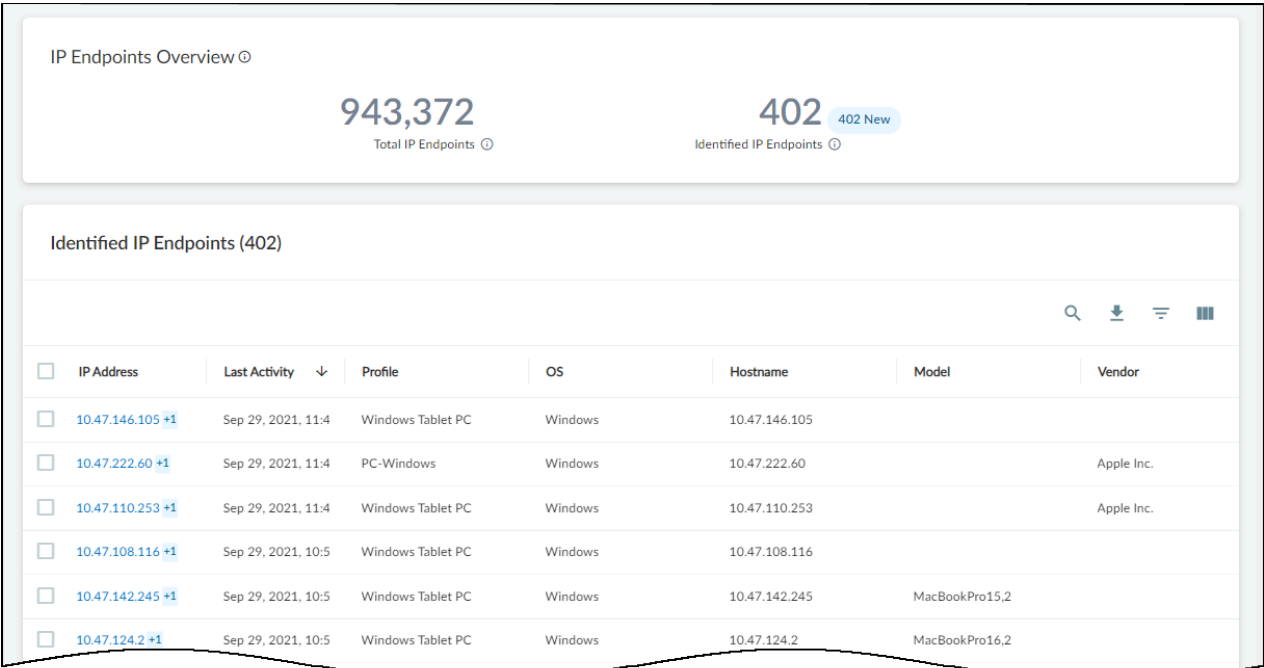 IP Endpoints Overview
943,372
Total IP Endpoints
402 402 New
Identified IP Endpoints
Identified IP Endpoints (402)
IP Address Last Activity Profile OS Hostname Model Vendor
10.47.146.105 +1 Sep 29, 2021, 11:4 Windows Tablet PC Windows 10.47.146.105
10.47.222.60 +1 Sep 29, 2021, 11:4 PC-Windows Windows 10.47.222.60 Apple Inc.
10.47.110.253 +1 Sep 29, 2021, 11:4 Windows Tablet PC Windows 10.47.110.253 Apple Inc.
10.47.108.116 +1 Sep 29, 2021, 10:5 Windows Tablet PC Windows 10.47.108.116
10.47.142.245 +1 Sep 29, 2021, 10:5 Windows Tablet PC Windows 10.47.142.245 MacBookPro15,2
10.47.124.2 +1 Sep 29, 2021, 10:5 Windows Tablet PC Windows 10.47.124.2 MacBookPro16,2